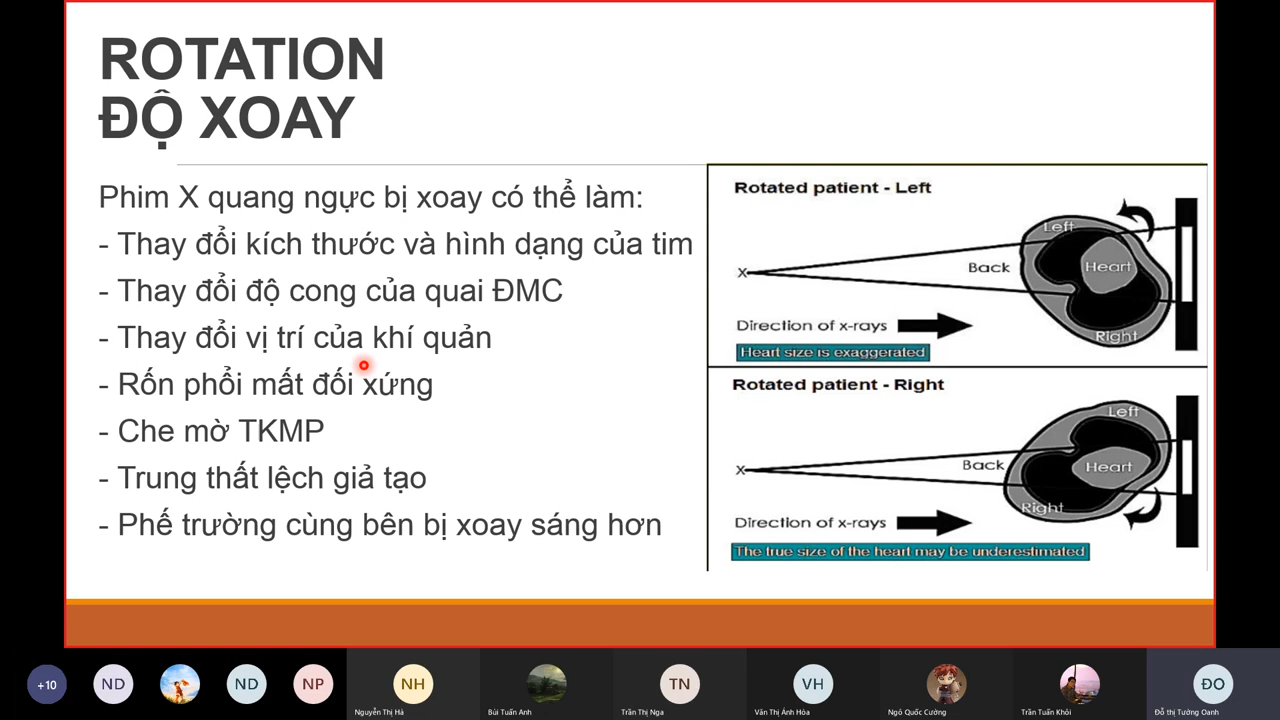 ROTATION
ĐỘ XOAY
Phim X quang ngực bị xoay có thể làm:
- Thay đổi kích thước và hình dạng của tim
- Thay đổi độ cong của quai ĐMC
- Thay đổi vị trí của khí quản
- Rốn phổi mất đối xứng
- Che mờ TKMP
- Trung thất lệch giả tạo
- Phế trường cùng bên bị xoay sáng hơn
Rotated patient - Left
Left
Back
Heart
X
Direction of x-rays
Right
Heart size is exaggerated
Rotated patient - Right
Left
Back
Heart
X
Right
Direction of x-rays
The true size of the heart may be underestimated
+10
ND
ND
NP
NH
TN
VH
ĐO
Nguyễn Thị Hà
Bùi Tuấn Anh
Trần Thị Nga
Văn Thị Ánh Hòa
Ngô Quốc Cường
Trần Tuấn Khôi
Đỗ thị Tường Oanh